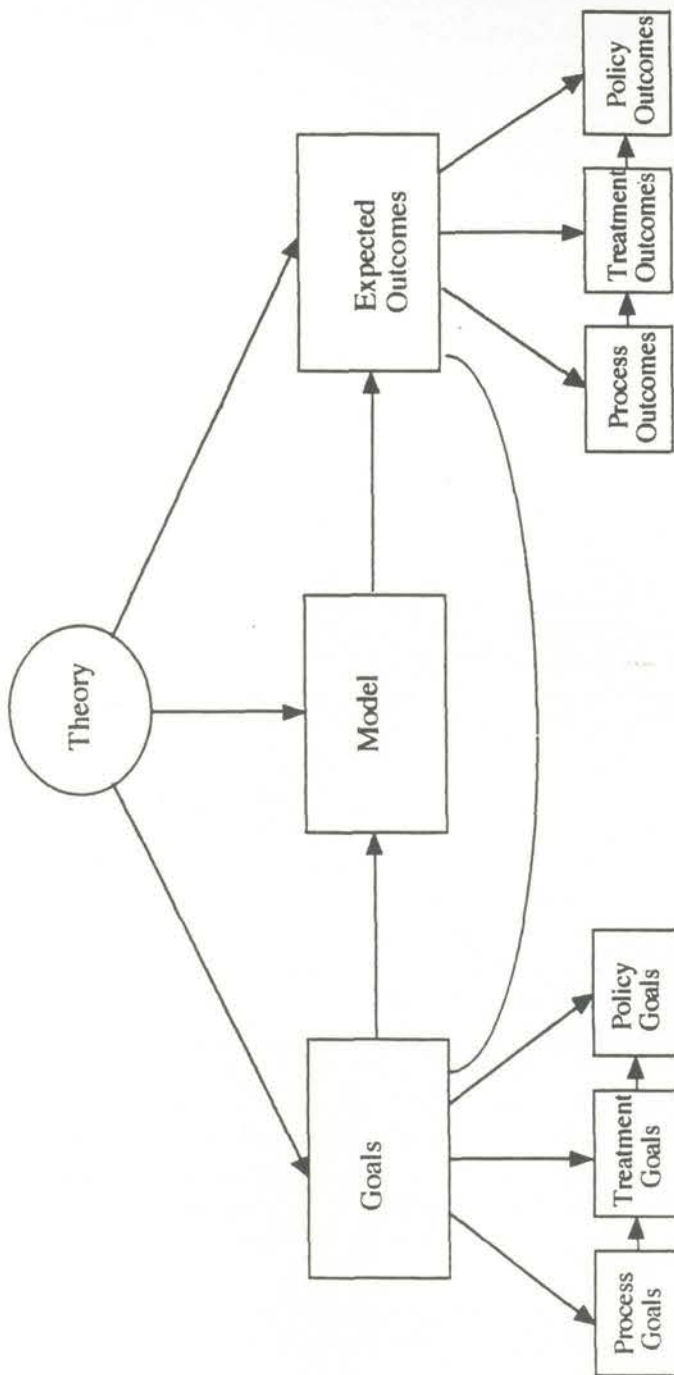 Theory
Goals
Model
Expected
Outcomes
Process
Goals
Treatment
Goals
Policy
Goals
Process
Outcomes
Treatment
Outcomes
Policy
Outcomes